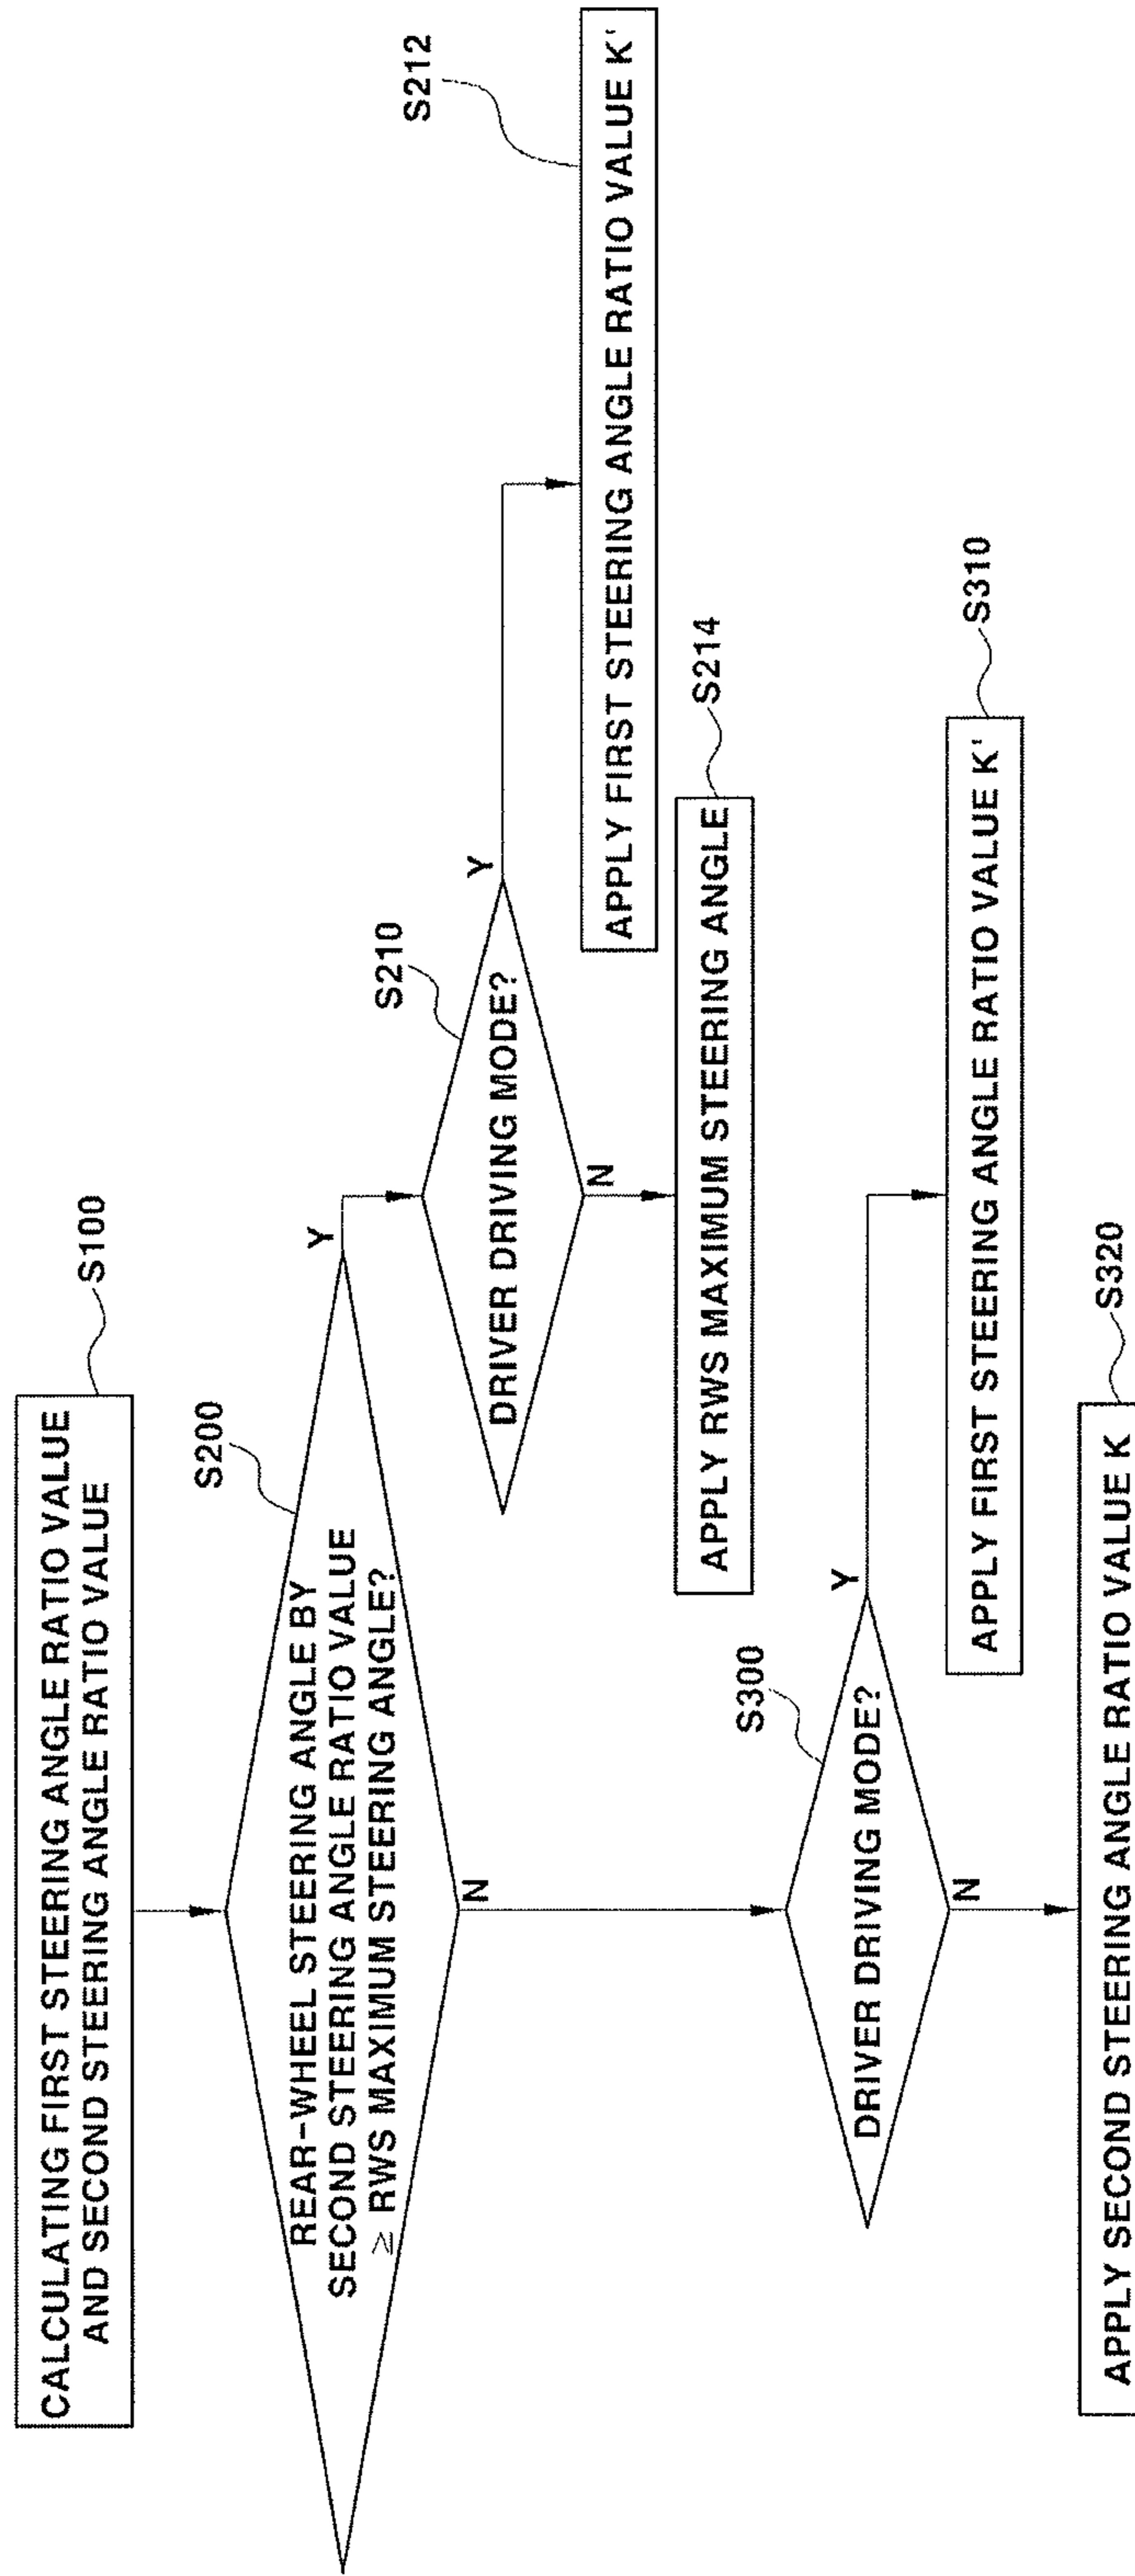 CALCULATING FIRST STEERING ANGLE RATIO VALUE
AND SECOND STEERING ANGLE RATIO VALUE
S100
S200
REAR-WHEEL STEERING ANGLE BY
SECOND STEERING ANGLE RATIO VALUE
≥ RWS MAXIMUM STEERING ANGLE?
Y
N
S210
DRIVER DRIVING MODE?
Y
N
S212
APPLY FIRST STEERING ANGLE RATIO VALUE K'
APPLY RWS MAXIMUM STEERING ANGLE
S214
S300
DRIVER DRIVING MODE?
Y
N
APPLY FIRST STEERING ANGLE RATIO VALUE K'
S310
S320
APPLY SECOND STEERING ANGLE RATIO VALUE K